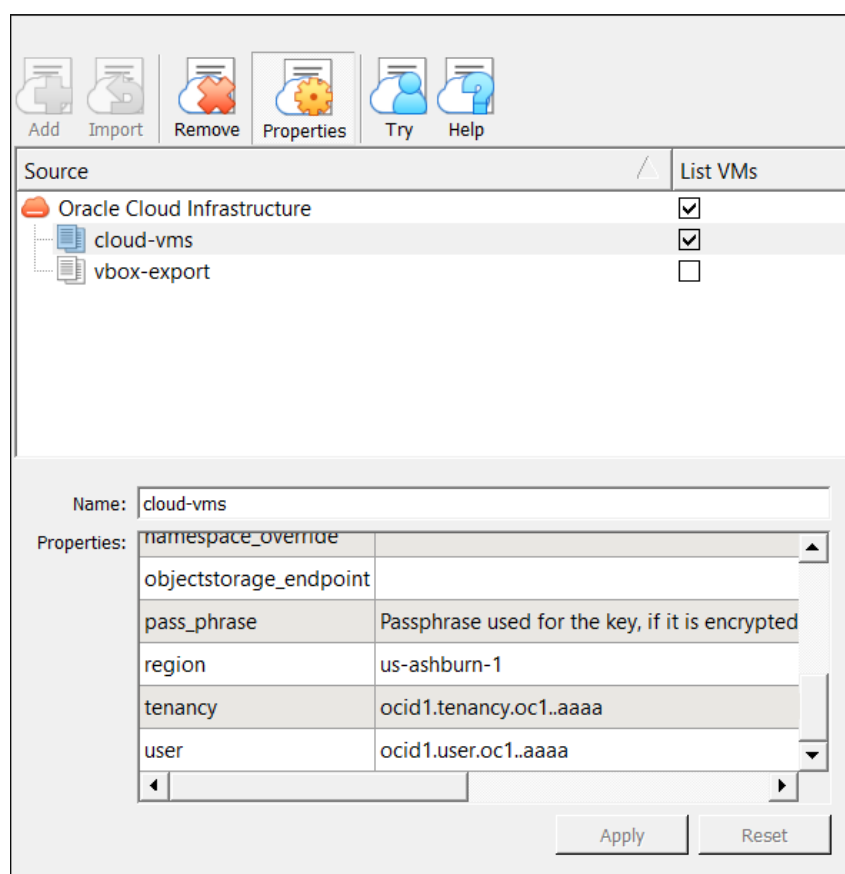 Add Import Remove Properties Try Help
Source List VMs
Oracle Cloud Infrastructure
cloud-vms
vbox-export
Name: cloud-vms
Properties: namespace_override
objectstorage_endpoint
pass_phrase Passphrase used for the key, if it is encrypted
region us-ashburn-1
tenancy ocid1.tenancy.oc1..aaaa
user ocid1.user.oc1..aaaa
Apply Reset